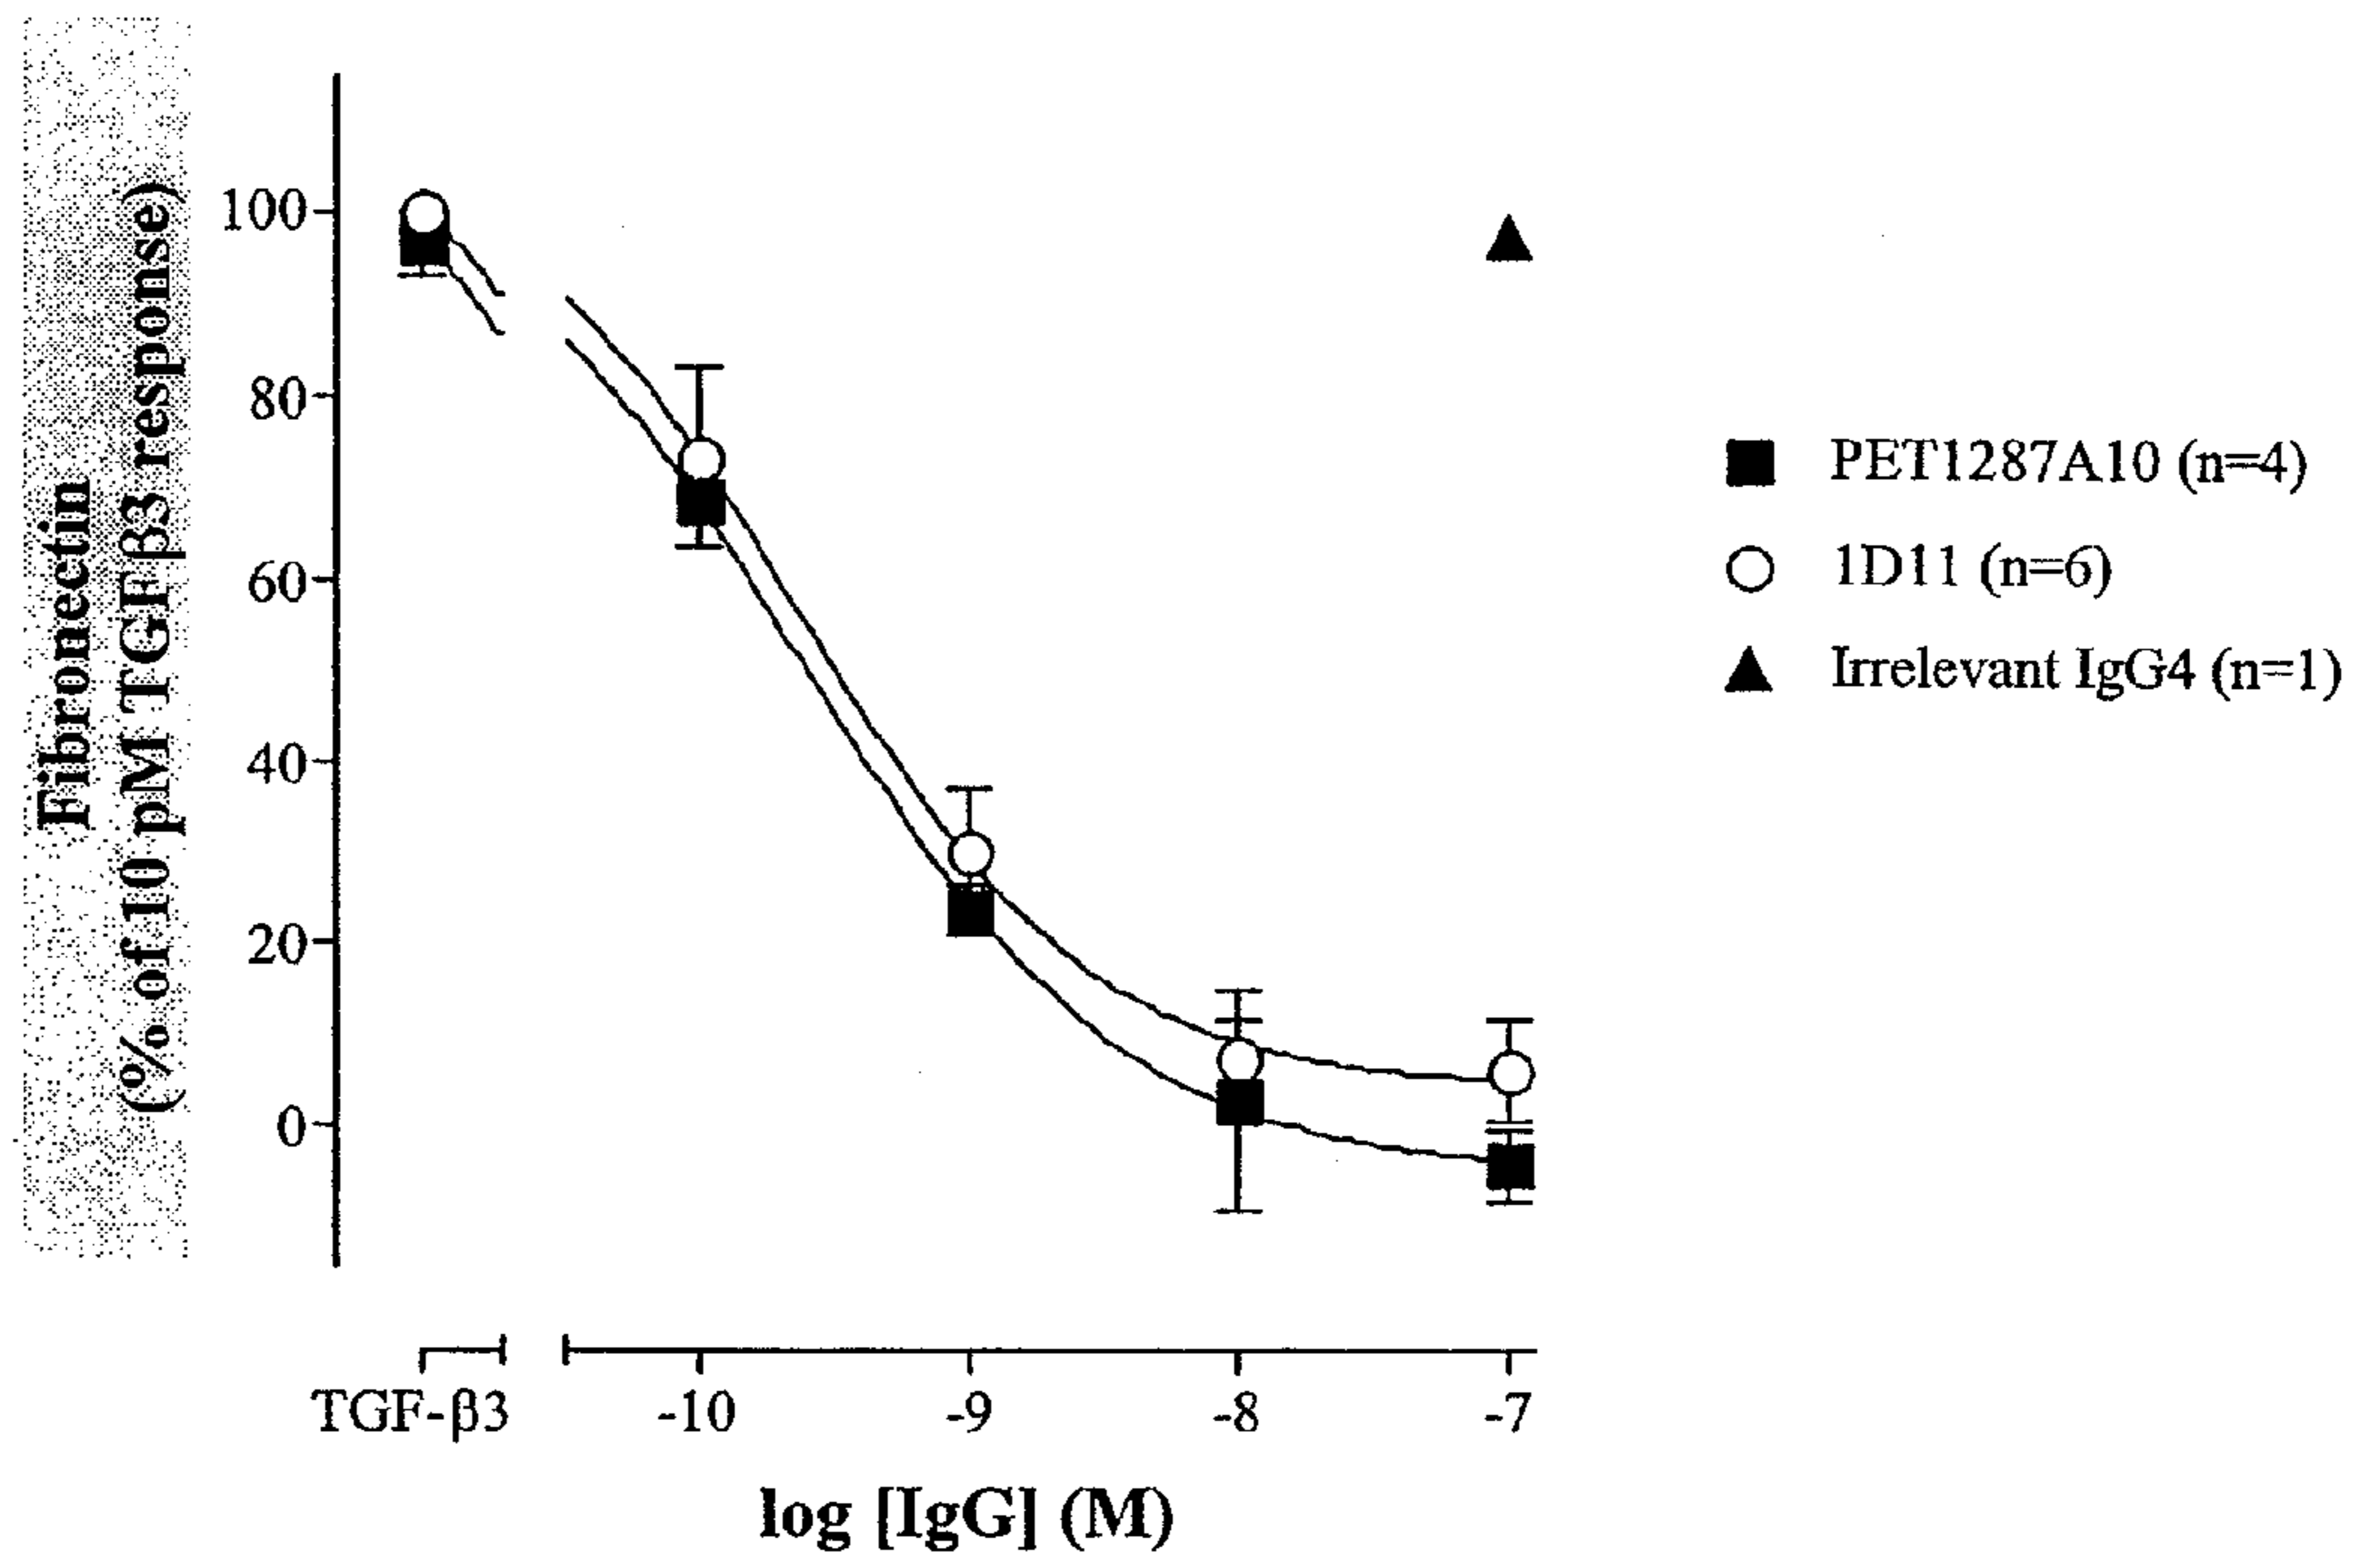 Fibronectin
(% of 10 pM TGFβ3 response)
100
80
60
40
20
0
PET1287A10 (n=4)
1D11 (n=6)
Irrelevant IgG4 (n=1)
TGF-β3 -10 -9 -8 -7
log [IgG] (M)